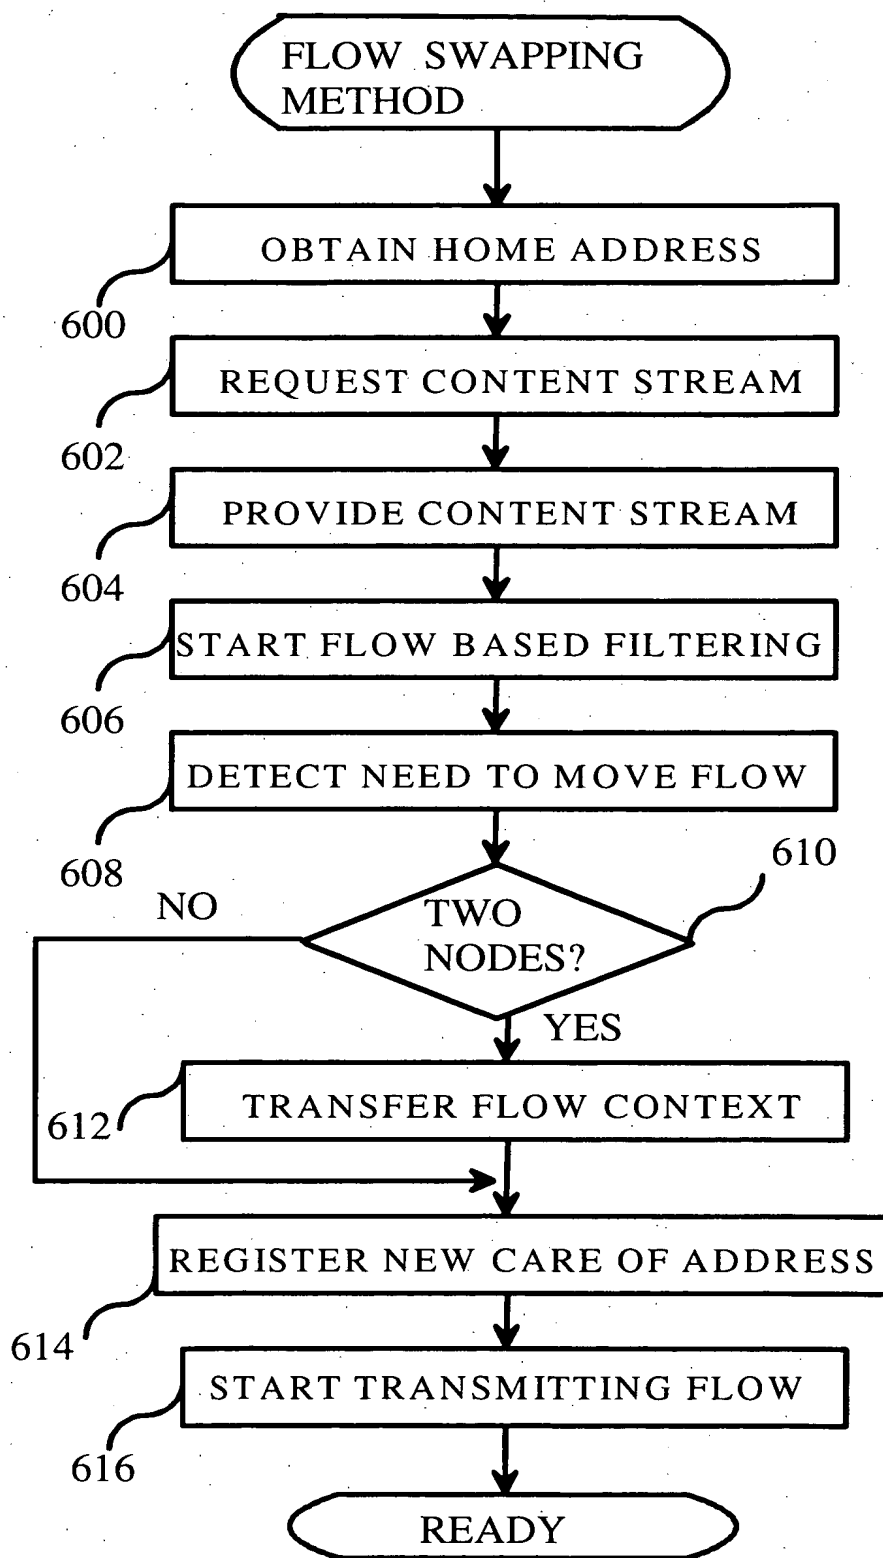 FLOW SWAPPING
METHOD
OBTAIN HOME ADDRESS
600
REQUEST CONTENT STREAM
602
PROVIDE CONTENT STREAM
604
START FLOW BASED FILTERING
606
DETECT NEED TO MOVE FLOW
608
610
NO
TWO
NODES?
YES
TRANSFER FLOW CONTEXT
612
REGISTER NEW CARE OF ADDRESS
614
START TRANSMITTING FLOW
616
READY